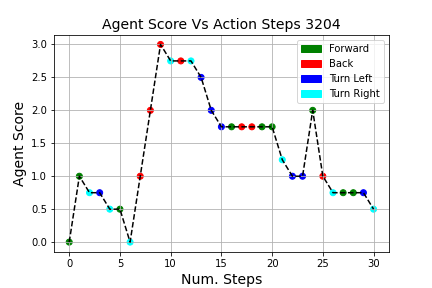 Agent Score Vs Action Steps 3204
Agent Score
3.0
2.5
2.0
1.5
1.0
0.5
0.0
Forward
Back
Turn Left
Turn Right
0 5 10 15 20 25 30
Num. Steps